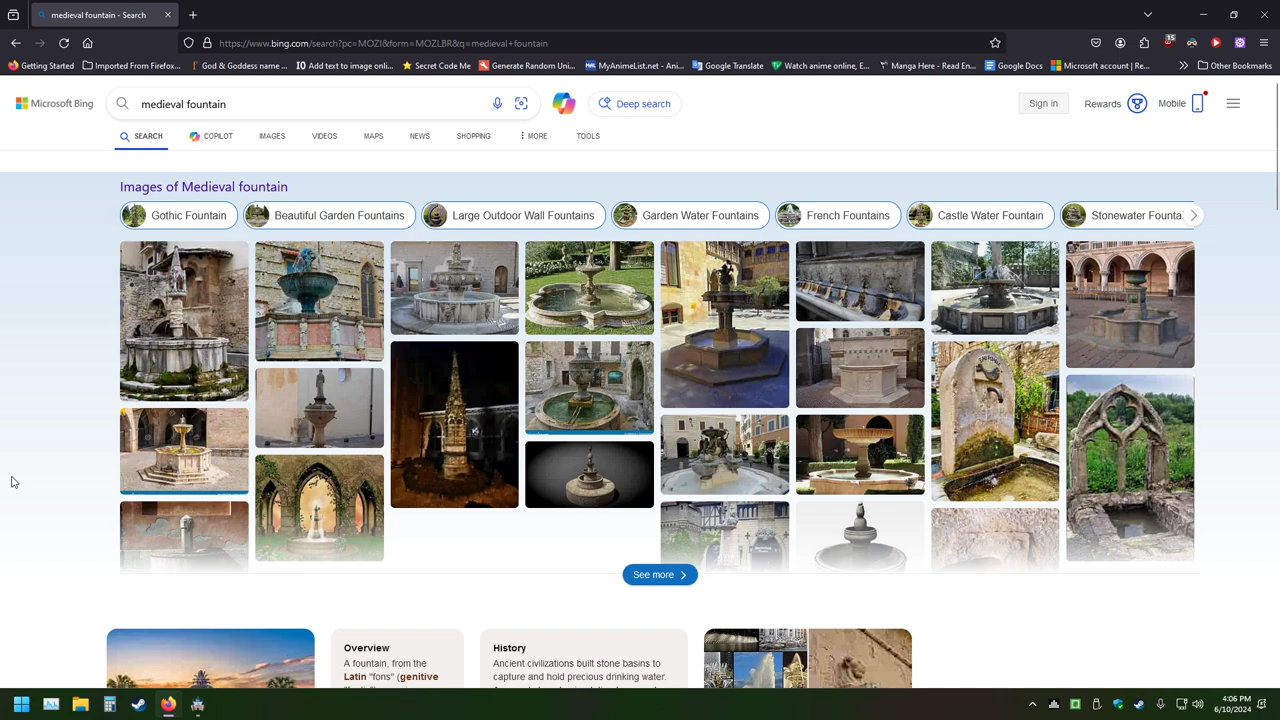 medieval fountain - Search
https://www.bing.com/search?pc=MOZI&form=MOZLBR&q=medieval+fountain
15
Getting Started
Imported From Firefox...
God & Goddess name ...
Add text to image onli...
Secret Code Me
Generate Random Uni...
MyAnimeList.net - Ani...
Google Translate
Watch anime online, E...
Manga Here - Read En...
Google Docs
Microsoft account | Re...
Other Bookmarks
Microsoft Bing
medieval fountain
Deep search
Sign in
Rewards
Mobile
SEARCH
COPILOT
IMAGES
VIDEOS
MAPS
NEWS
SHOPPING
MORE
TOOLS
Images of Medieval fountain
Gothic Fountain
Beautiful Garden Fountains
Large Outdoor Wall Fountains
Garden Water Fountains
French Fountains
Castle Water Fountain
Stonewater Founta...
See more
Overview
A fountain, from the
Latin "fons" (genitive
History
Ancient civilizations built stone basins to
capture and hold precious drinking water.
4:06 PM
6/10/2024